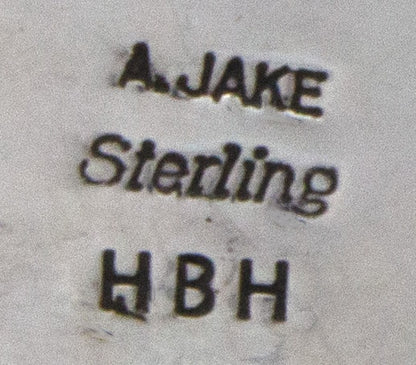 A. JAKE
Sterling
HBH